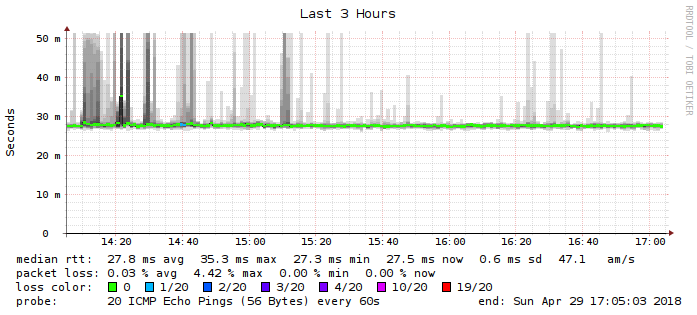 Last 3 Hours
RRDTOOL / TOBI OETIKER
Seconds
50 m
40 m
30 m
20 m
10 m
0
14:20 14:40 15:00 15:20 15:40 16:00 16:20 16:40 17:00
median rtt: 27.8 ms avg 35.3 ms max 27.3 ms min 27.5 ms now 0.6 ms sd 47.1 am/s
packet loss: 0.03 % avg 4.42 % max 0.00 % min 0.00 % now
loss color: 0 1/20 2/20 3/20 4/20 10/20 19/20
probe: 20 ICMP Echo Pings (56 Bytes) every 60s end: Sun Apr 29 17:05:03 2018